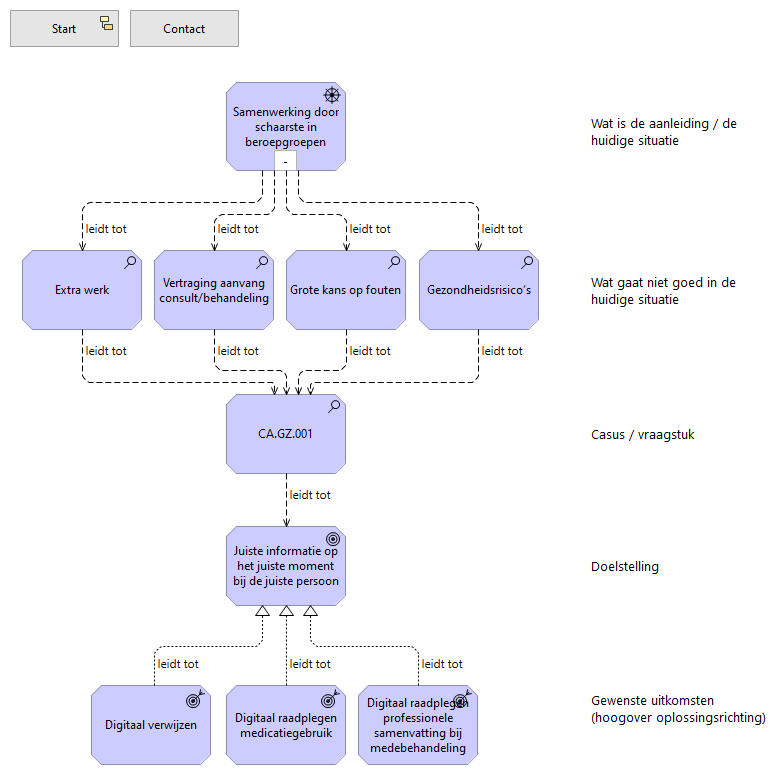 Start
Contact
Samenwerking door
schaarste in
beroepgroepen
-
Wat is de aanleiding / de
huidige situatie
leidt tot
leidt tot
leidt tot
leidt tot
Extra werk
Vertraging aanvang
consult/behandeling
Grote kans op fouten
Gezondheidsrisico's
Wat gaat niet goed in de
huidige situatie
leidt tot
leidt tot
leidt tot
leidt tot
CA.GZ.001
Casus / vraagstuk
leidt tot
Juiste informatie op
het juiste moment
bij de juiste persoon
Doelstelling
leidt tot
leidt tot
leidt tot
Digitaal verwijzen
Digitaal raadplegen
medicatiegebruik
Digitaal raadplegen
professionele
samenvatting bij
medebehandeling
Gewenste uitkomsten
(hoogover oplossingsrichting)